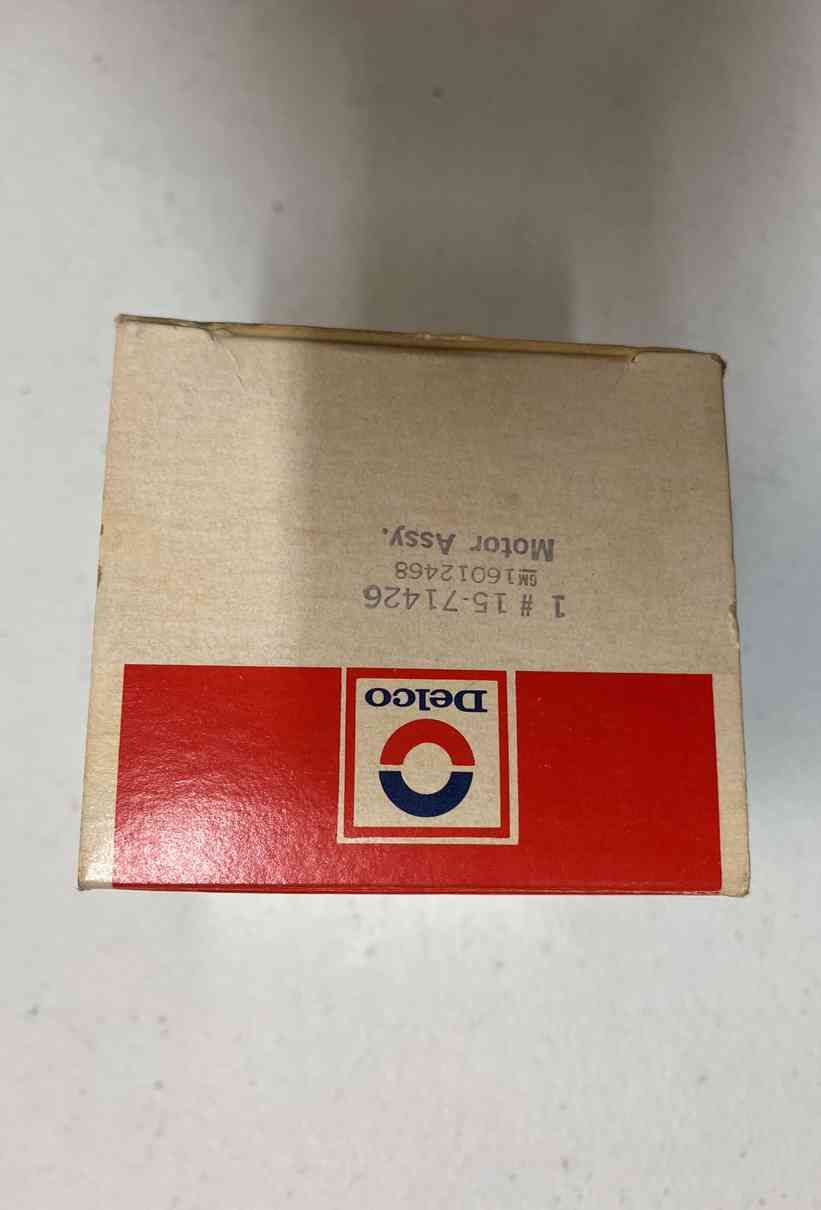 Delco
1 # 15-71426
GM 16012468
Motor Assy.